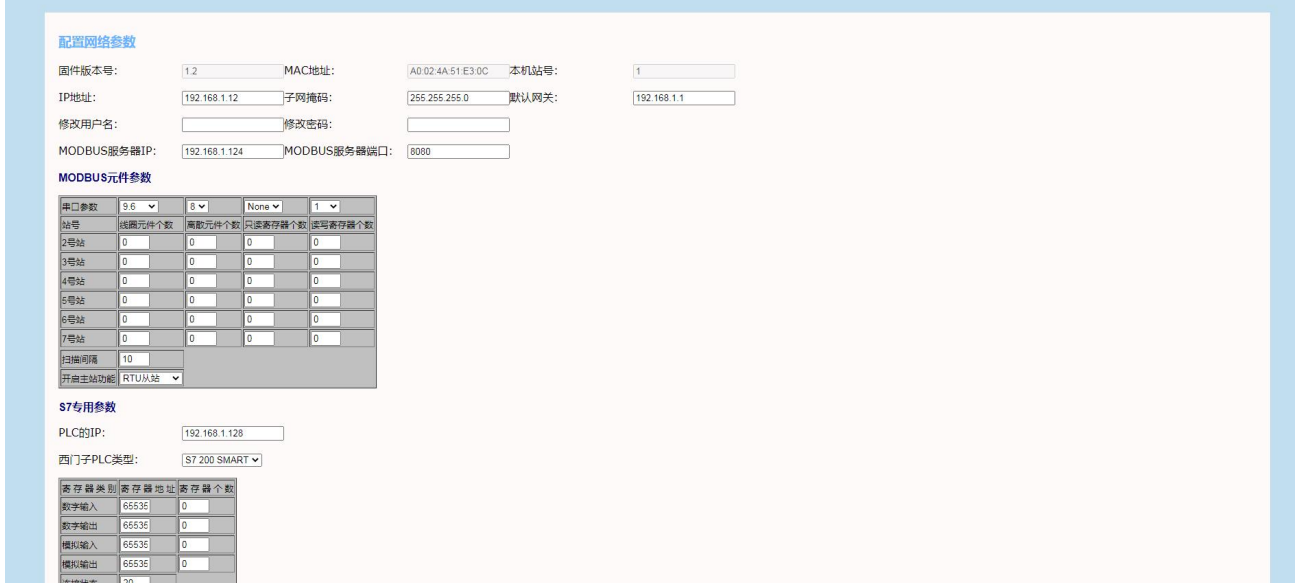 配置网络参数
固件版本号: 1.2 MAC地址: A0:02:4A:51:E3:0C 本机站号: 1
IP地址: 192.168.1.12 子网掩码: 255.255.255.0 默认网关: 192.168.1.1
修改用户名: 修改密码:
MODBUS服务器IP: 192.168.1.124 MODBUS服务器端口: 8080
MODBUS元件参数
串口参数 9.6 8 None 1
站号 线圈元件个数 离散元件个数 只读寄存器个数 读写寄存器个数
2号站 0 0 0 0
3号站 0 0 0 0
4号站 0 0 0 0
5号站 0 0 0 0
6号站 0 0 0 0
7号站 0 0 0 0
扫描间隔 10
开启主站功能 RTU从站
S7专用参数
PLC的IP: 192.168.1.128
西门子PLC类型: S7 200 SMART
寄存器类别 寄存器地址 寄存器个数
数字输入 65535 0
数字输出 65535 0
模拟输入 65535 0
模拟输出 65535 0